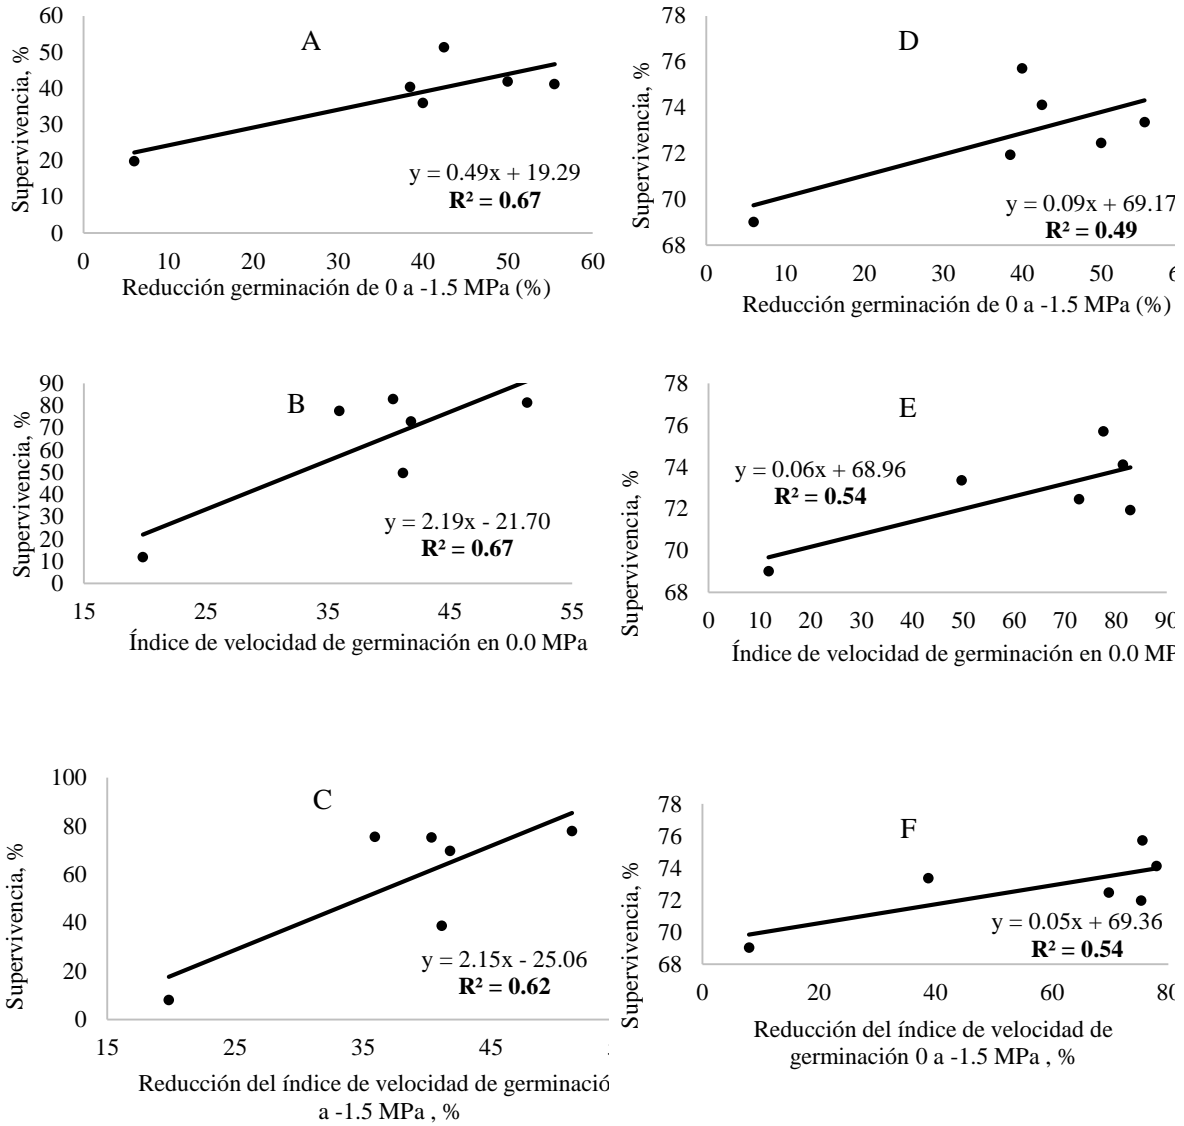 A
Supervivencia, %
60
50
40
30
20
10
0
y = 0.49x + 19.29
R² = 0.67
0 10 20 30 40 50 60
Reducción germinación de 0 a -1.5 MPa (%)
D
Supervivencia, %
78
76
74
72
70
68
y = 0.09x + 69.17
R² = 0.49
0 10 20 30 40 50
Reducción germinación de 0 a -1.5 MPa (%)
B
Supervivencia, %
90
80
70
60
50
40
30
20
10
0
y = 2.19x - 21.70
R² = 0.67
15 25 35 45 55
Índice de velocidad de germinación en 0.0 MPa
E
Supervivencia, %
78
76
74
72
70
68
y = 0.06x + 68.96
R² = 0.54
0 10 20 30 40 50 60 70 80 90
Índice de velocidad de germinación en 0.0 MP
C
Supervivencia, %
100
80
60
40
20
0
y = 2.15x - 25.06
R² = 0.62
15 25 35 45
Reducción del índice de velocidad de germinació
a -1.5 MPa , %
F
Supervivencia, %
78
76
74
72
70
68
y = 0.05x + 69.36
R² = 0.54
0 20 40 60 80
Reducción del índice de velocidad de
germinación 0 a -1.5 MPa , %